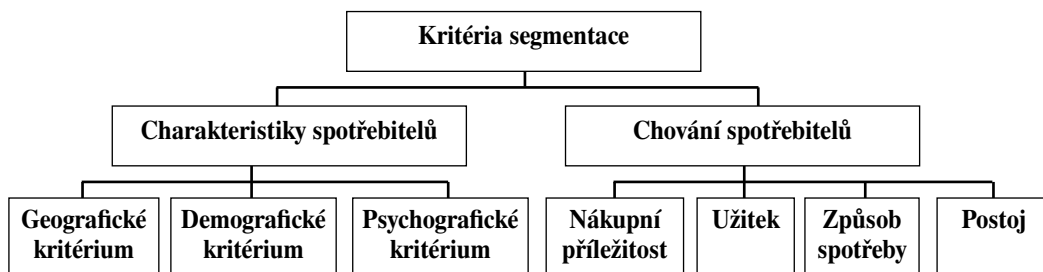 Kritéria segmentace
Charakteristiky spotřebitelů
Chování spotřebitelů
Geografické
kritérium
Demografické
kritérium
Psychografické
kritérium
Nákupní
příležitost
Užitek
Způsob
spotřeby
Postoj